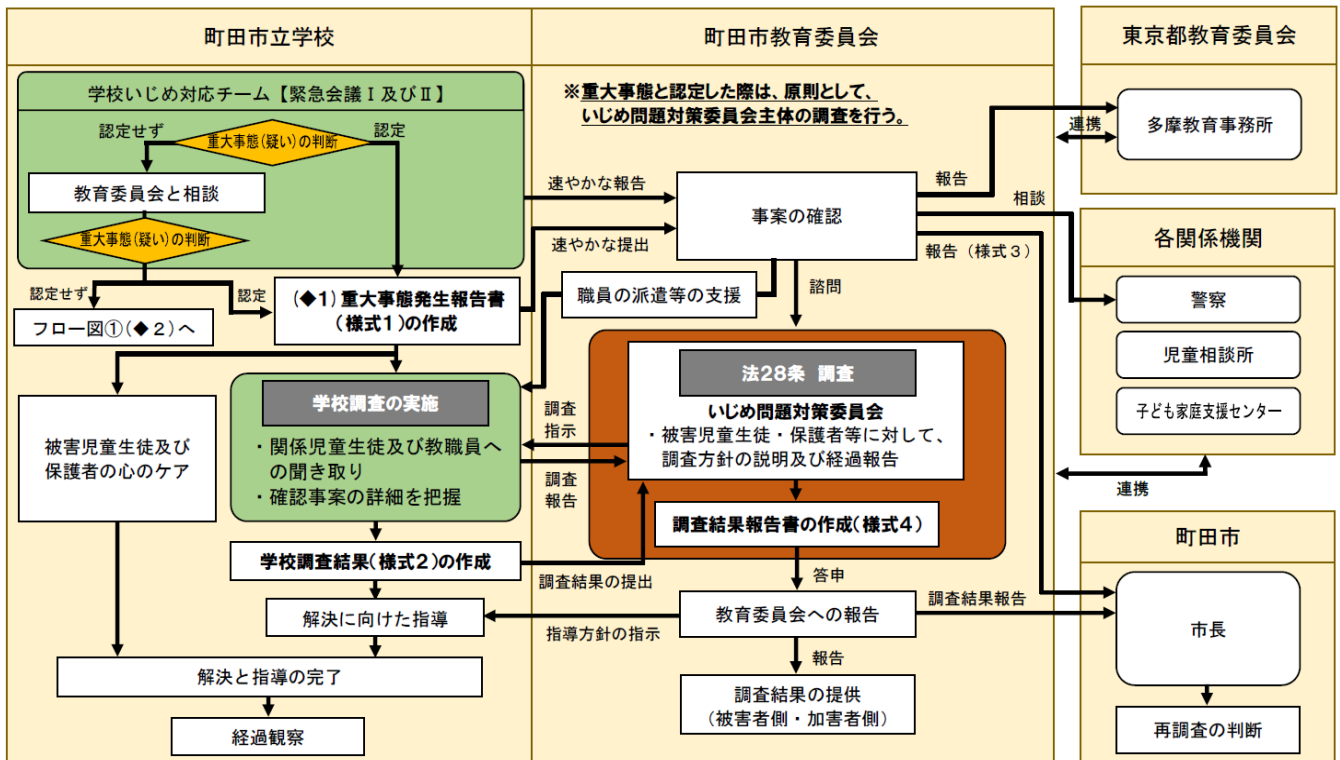 町田市立学校
学校いじめ対応チーム【緊急会議Ⅰ及びⅡ】
認定せず
重大事態(疑い)の判断
認定
教育委員会と相談
重大事態(疑い)の判断
認定せず
認定
フロー図①(◆2)へ
(◆1)重大事態発生報告書
(様式1)の作成
被害児童生徒及び
保護者の心のケア
学校調査の実施
・関係児童生徒及び教職員へ
の聞き取り
・確認事案の詳細を把握
学校調査結果(様式2)の作成
解決に向けた指導
解決と指導の完了
経過観察
町田市教育委員会
※重大事態と認定した際は、原則として、
いじめ問題対策委員会主体の調査を行う。
速やかな報告
速やかな提出
事案の確認
職員の派遣等の支援
諮問
法28条 調査
いじめ問題対策委員会
・被害児童生徒・保護者等に対して、
調査方針の説明及び経過報告
調査
指示
調査
報告
調査結果報告書の作成(様式4)
調査結果の提出
答申
教育委員会への報告
指導方針の指示
報告
調査結果の提供
(被害者側・加害者側)
報告
相談
報告(様式3)
調査結果報告
東京都教育委員会
連携
多摩教育事務所
各関係機関
警察
児童相談所
子ども家庭支援センター
連携
町田市
市長
再調査の判断